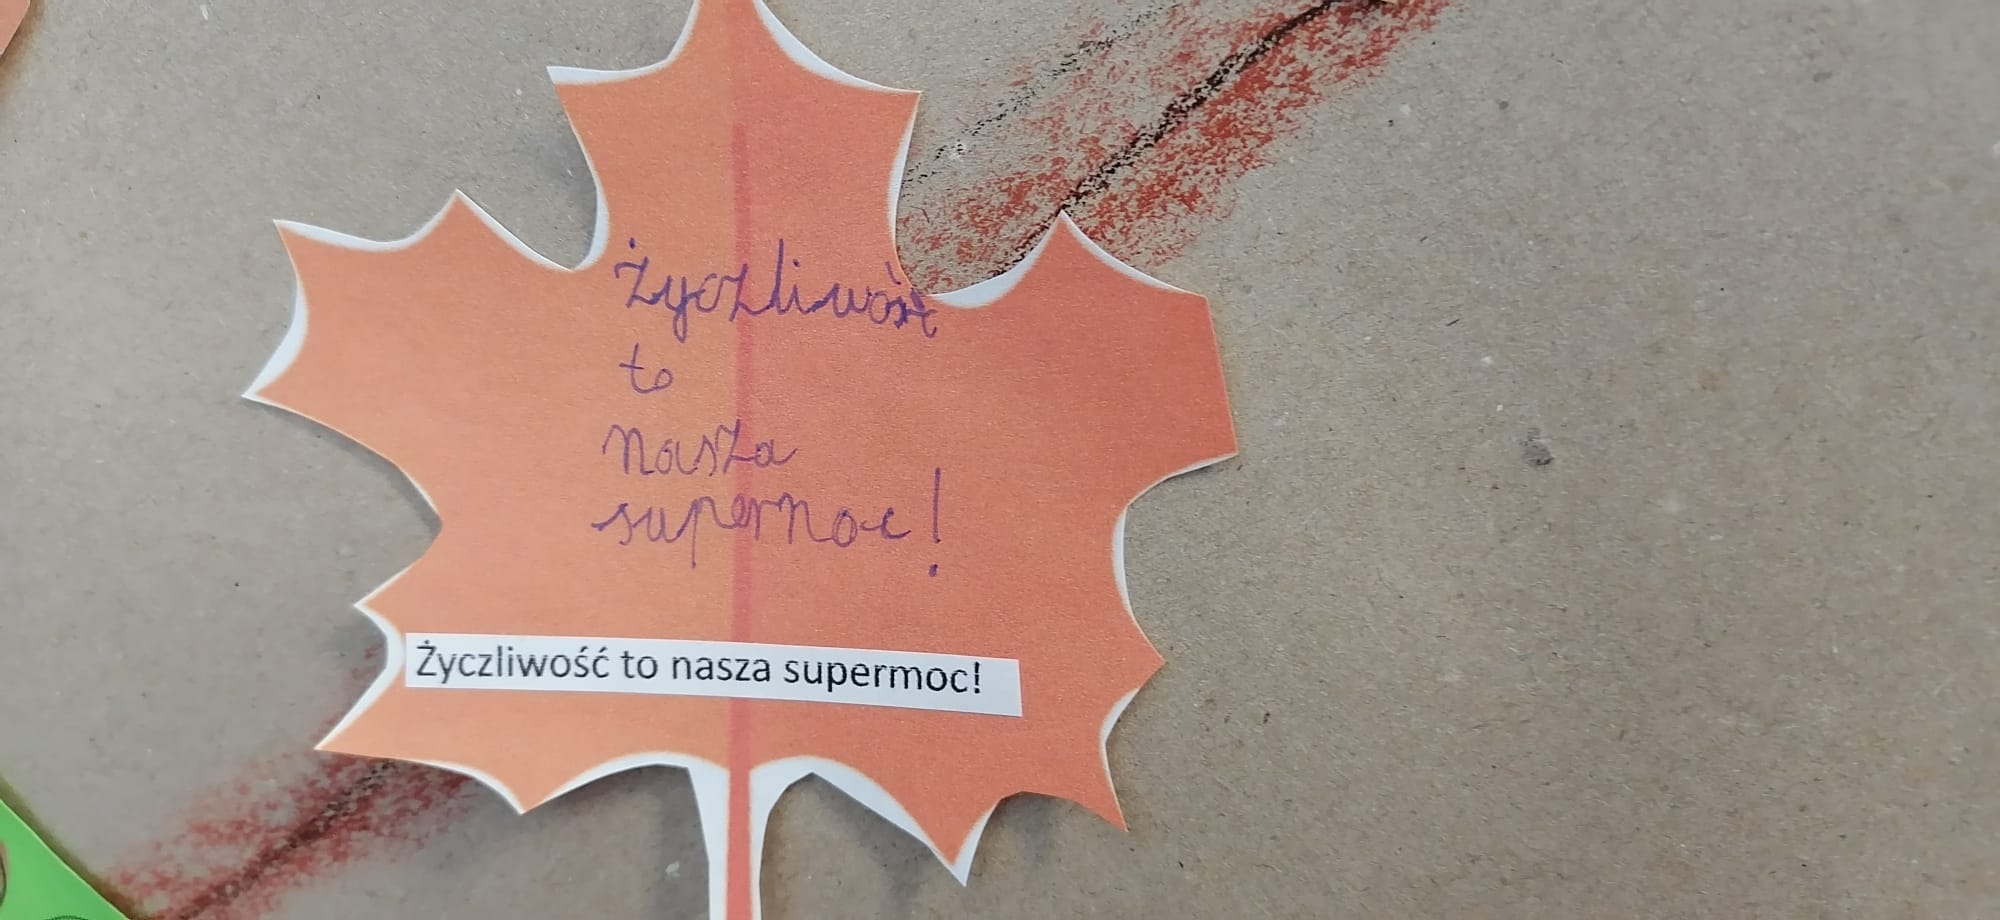 Życzliwość
to
nasza
supermoc!
Życzliwość to nasza supermoc!